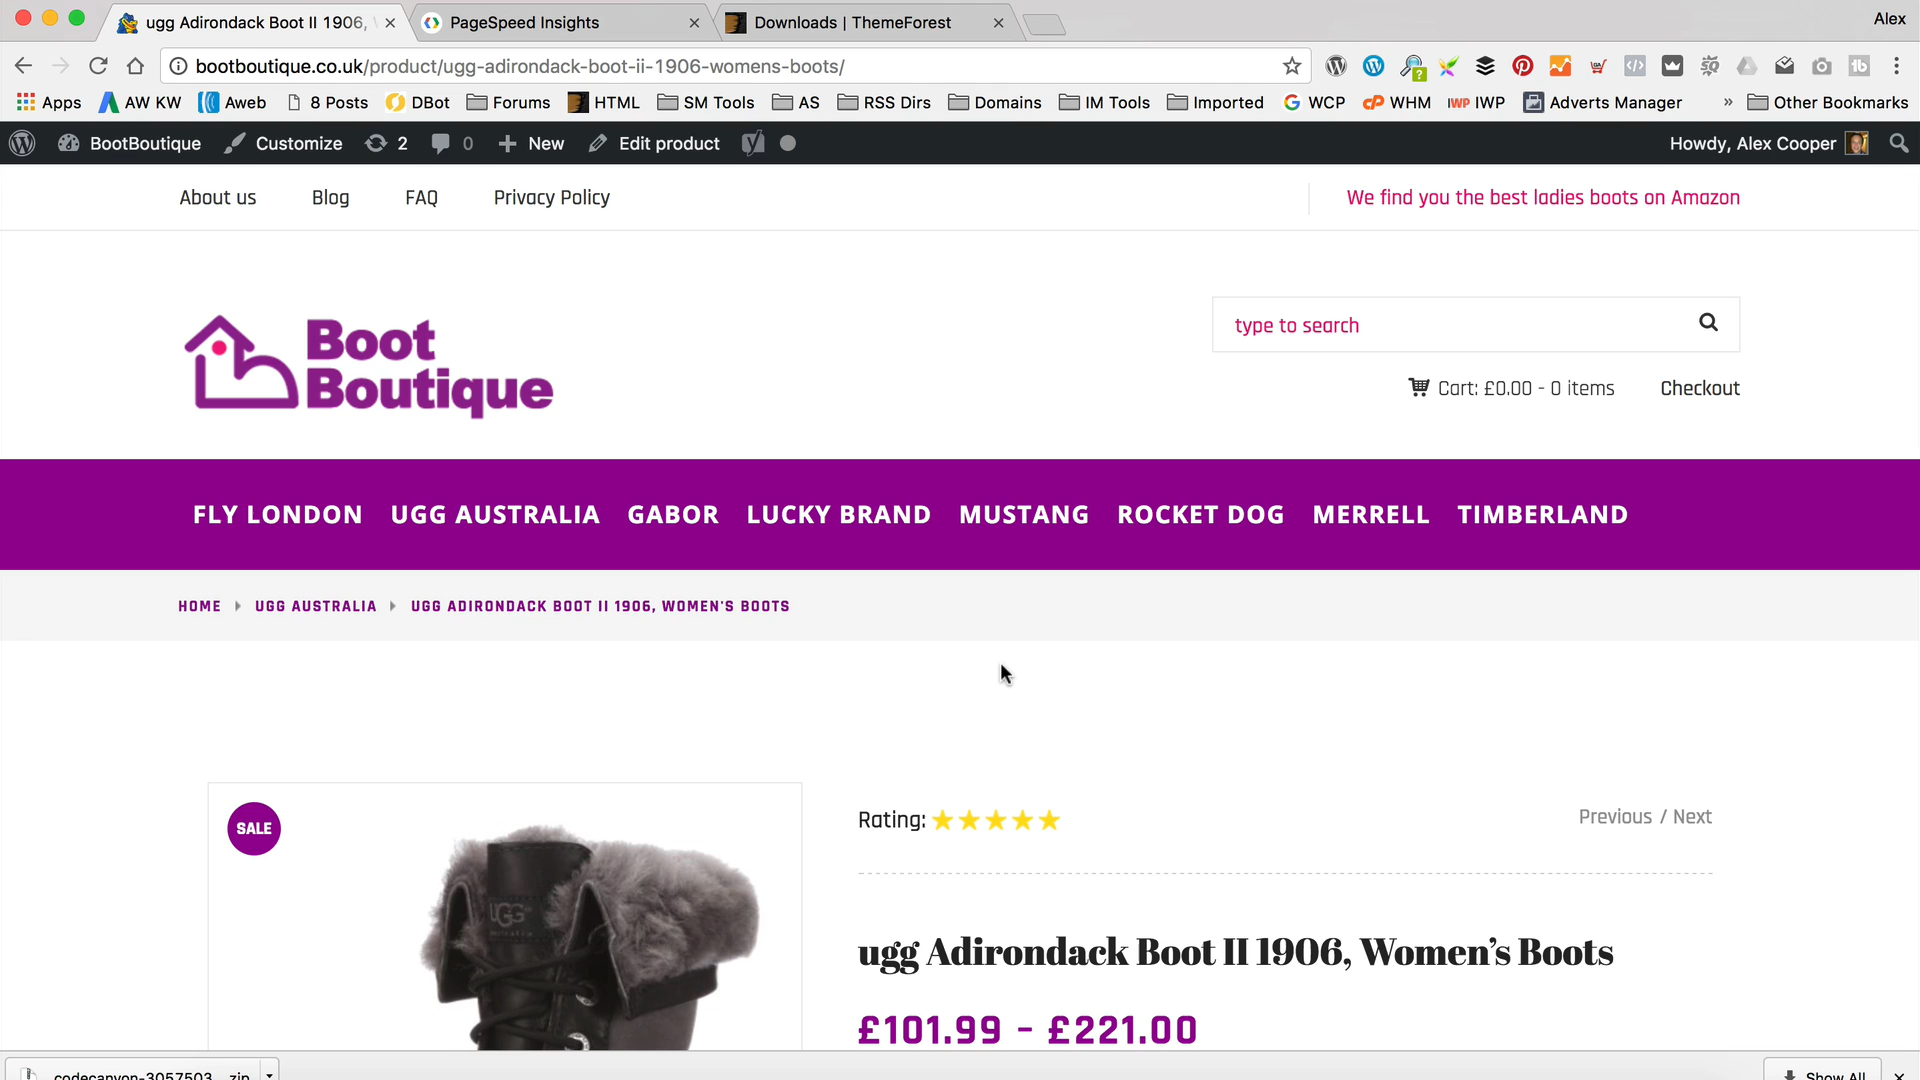 ugg Adirondack Boot II 1906,
PageSpeed Insights
Downloads | ThemeForest
Alex
bootboutique.co.uk/product/ugg-adirondack-boot-ii-1906-womens-boots/
Apps AW KW Aweb 8 Posts DBot Forums HTML SM Tools AS RSS Dirs Domains IM Tools Imported WCP WHM IWP IWP Adverts Manager » Other Bookmarks
BootBoutique Customize 2 0 New Edit product Howdy, Alex Cooper
About us Blog FAQ Privacy Policy We find you the best ladies boots on Amazon
Boot
Boutique
type to search
Cart: £0.00 - 0 items Checkout
FLY LONDON UGG AUSTRALIA GABOR LUCKY BRAND MUSTANG ROCKET DOG MERRELL TIMBERLAND
HOME UGG AUSTRALIA UGG ADIRONDACK BOOT II 1906, WOMEN'S BOOTS
SALE
UGG
Rating:
Previous / Next
ugg Adirondack Boot II 1906, Women’s Boots
£101.99 – £221.00
codecanyon-3057503....zip
Show All